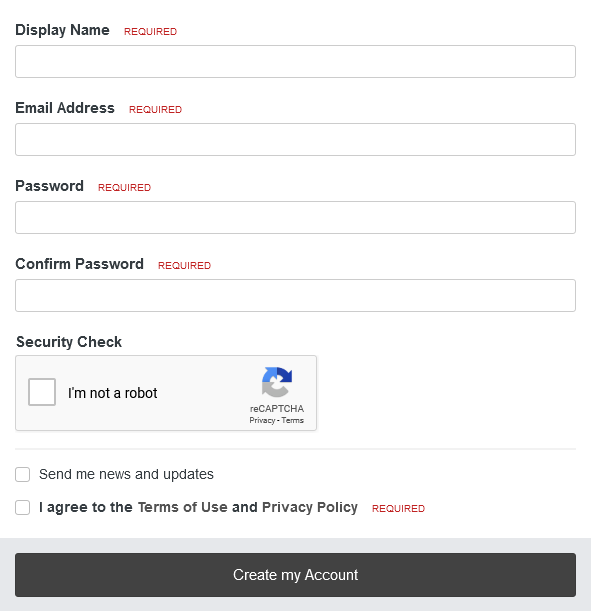 Display Name REQUIRED
Email Address REQUIRED
Password REQUIRED
Confirm Password REQUIRED
Security Check
I'm not a robot
reCAPTCHA
Privacy - Terms
Send me news and updates
I agree to the Terms of Use and Privacy Policy REQUIRED
Create my Account